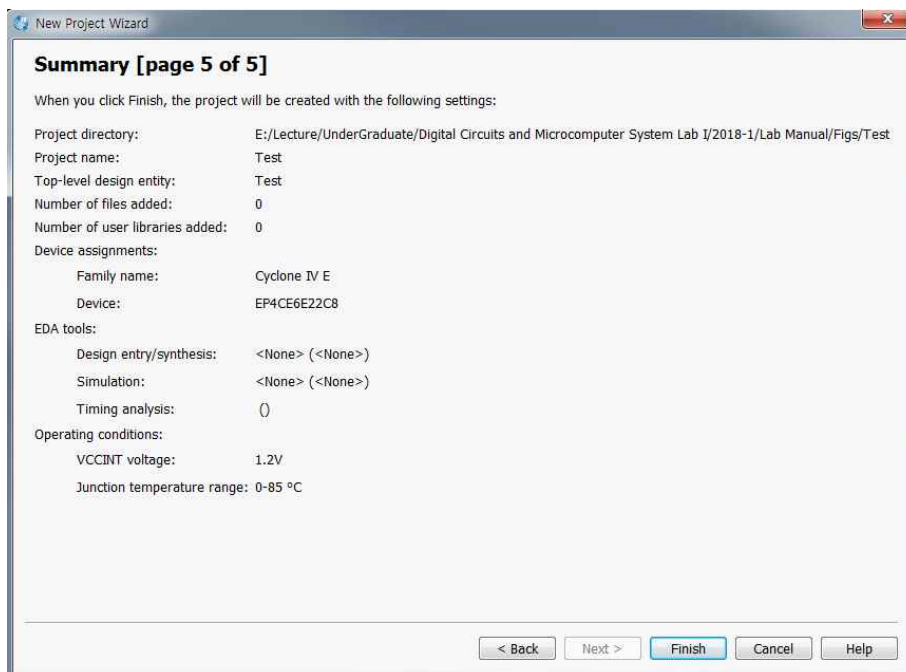 New Project Wizard
Summary [page 5 of 5]
When you click Finish, the project will be created with the following settings:
Project directory: E:/Lecture/UnderGraduate/Digital Circuits and Microcomputer System Lab I/2018-1/Lab Manual/Figs/Test
Project name: Test
Top-level design entity: Test
Number of files added: 0
Number of user libraries added: 0
Device assignments:
Family name: Cyclone IV E
Device: EP4CE6E22C8
EDA tools:
Design entry/synthesis: <None> (<None>)
Simulation: <None> (<None>)
Timing analysis: ()
Operating conditions:
VCCINT voltage: 1.2V
Junction temperature range: 0-85 ºC
< Back Next > Finish Cancel Help